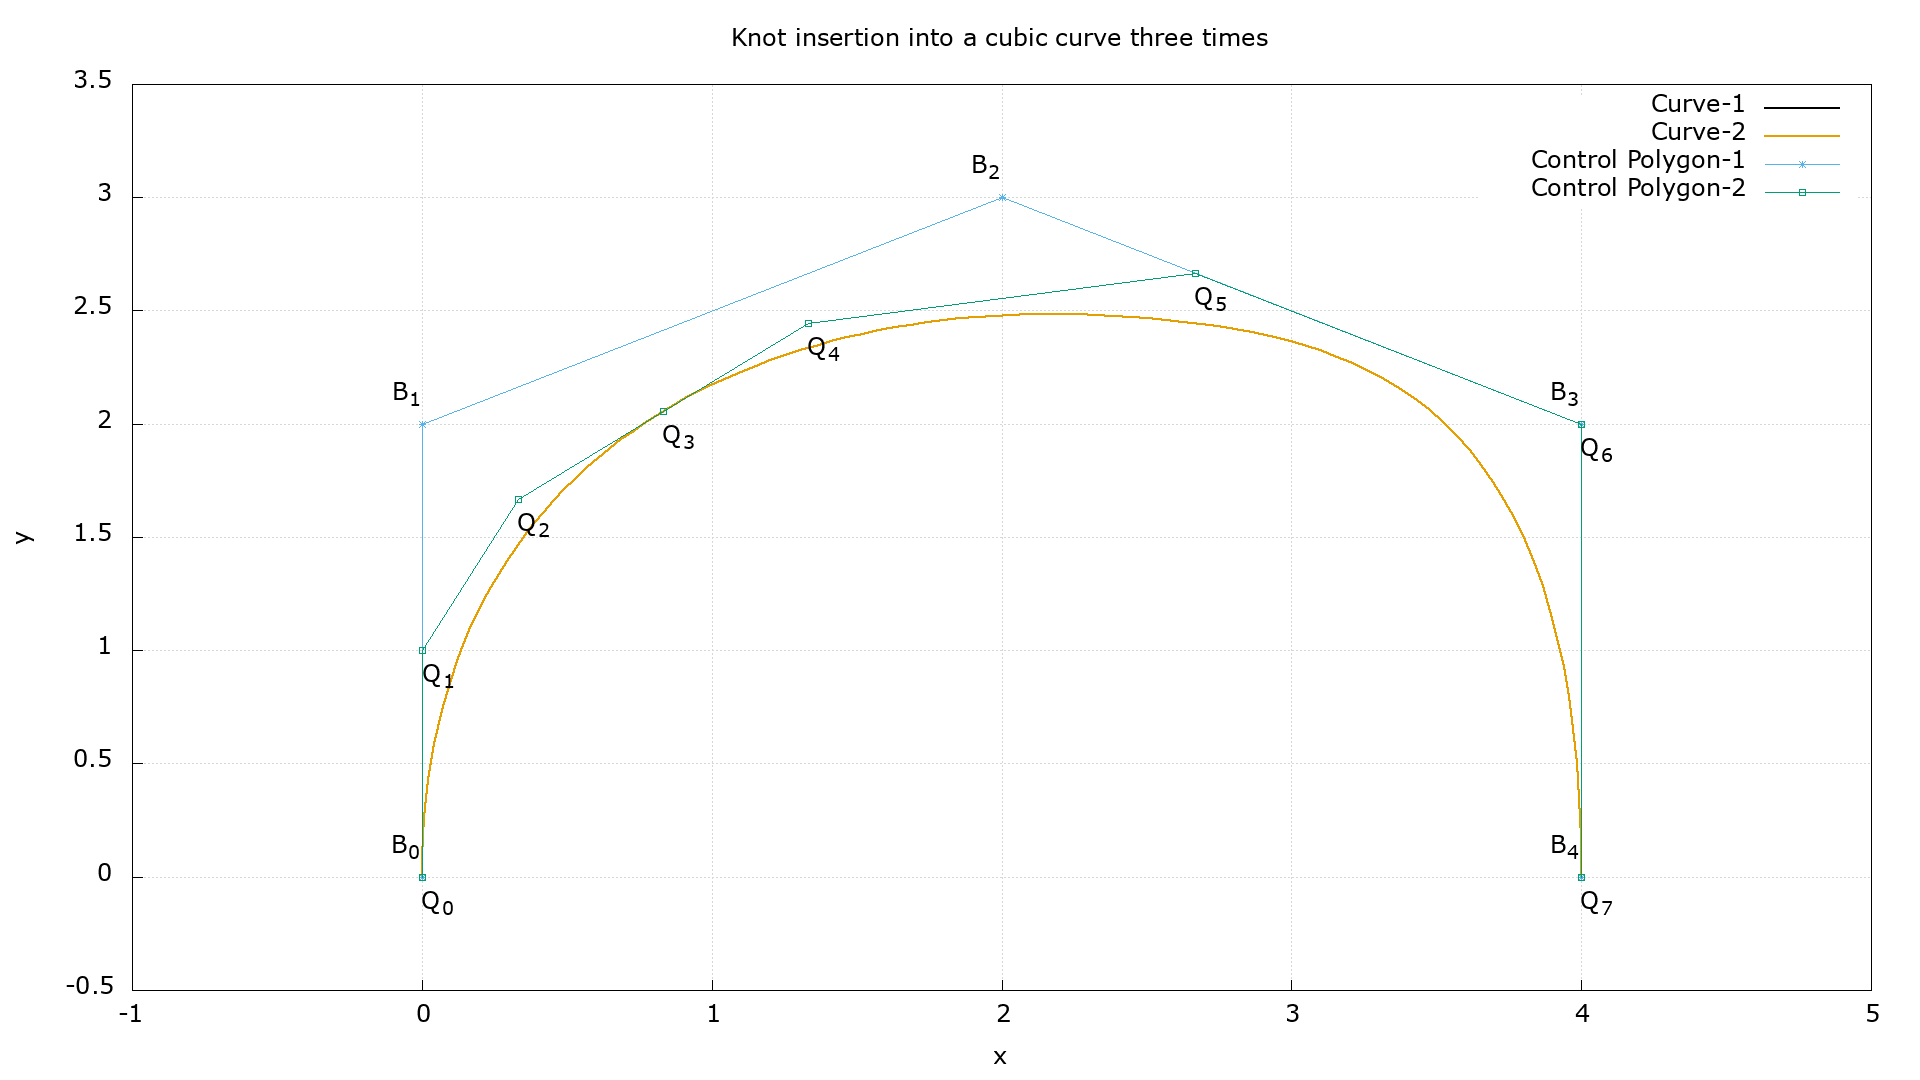 Knot insertion into a cubic curve three times
3.5
Curve-1
Curve-2
Control Polygon-1
Control Polygon-2
B2
3
2.5
Q5
Q4
B1
B3
2
Q3
Q6
Q2
1.5
y
1
Q1
0.5
B0
B4
0
Q0
Q7
-0.5
-1 0 1 2 3 4 5
x